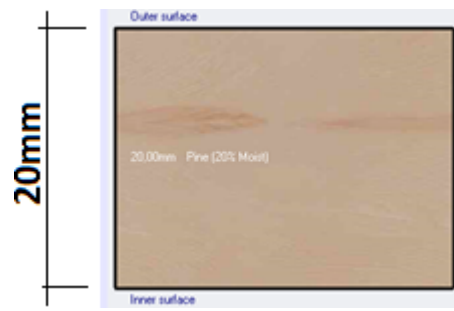 Outer surface
20mm
20,00mm Pine (20% Moist)
Inner surface